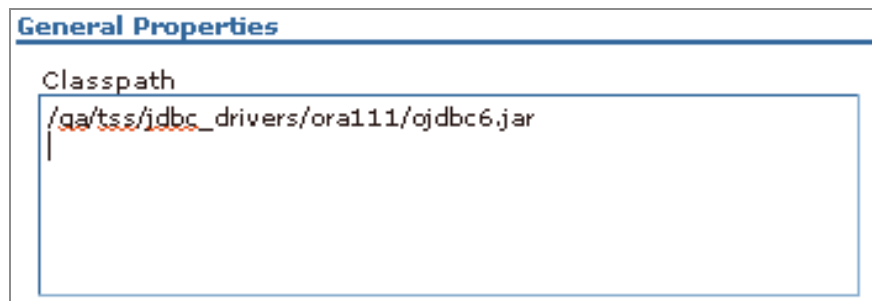 General Properties
Classpath
/qa/tss/jdbc_drivers/ora111/ojdbc6.jar